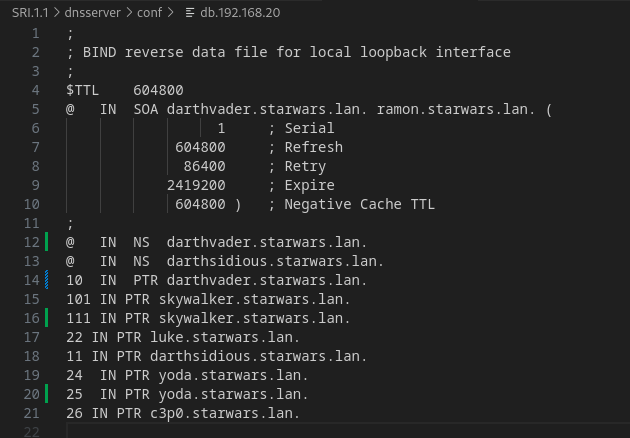 SRI.1.1 > dnsserver > conf > db.192.168.20
1 ;
2 ; BIND reverse data file for local loopback interface
3 ;
4 $TTL    604800
5 @   IN  SOA darthvader.starwars.lan. ramon.starwars.lan. (
6                   1     ; Serial
7              604800     ; Refresh
8               86400     ; Retry
9             2419200     ; Expire
10             604800 )   ; Negative Cache TTL
11 ;
12 @   IN  NS  darthvader.starwars.lan.
13 @   IN  NS  darthsidious.starwars.lan.
14 10  IN  PTR darthvader.starwars.lan.
15 101 IN PTR skywalker.starwars.lan.
16 111 IN PTR skywalker.starwars.lan.
17 22 IN PTR luke.starwars.lan.
18 11 IN PTR darthsidious.starwars.lan.
19 24  IN PTR yoda.starwars.lan.
20 25  IN PTR yoda.starwars.lan.
21 26 IN PTR c3p0.starwars.lan.
22